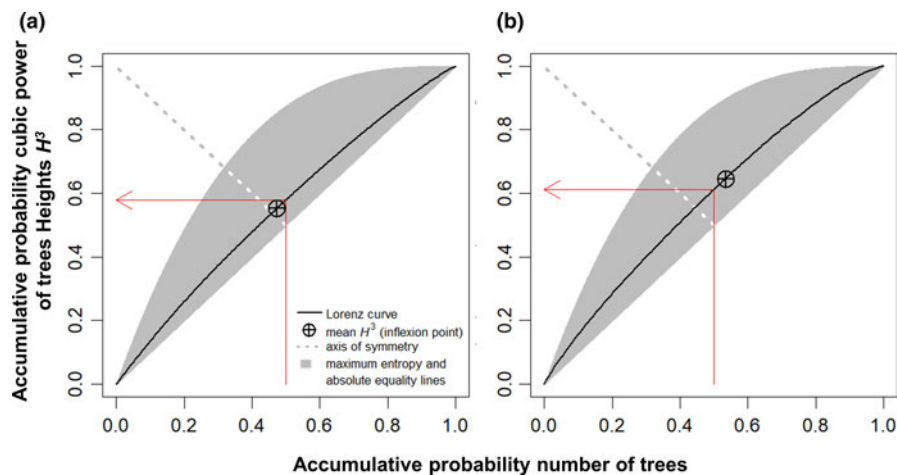 (a)
(b)
Accumulative probability cubic power
of trees Heights H³
1.0
0.8
0.6
0.4
0.2
0.0
0.0 0.2 0.4 0.6 0.8 1.0
Lorenz curve
mean H³ (inflexion point)
axis of symmetry
maximum entropy and
absolute equality lines
1.0
0.8
0.6
0.4
0.2
0.0
0.0 0.2 0.4 0.6 0.8 1.0
Accumulative probability number of trees